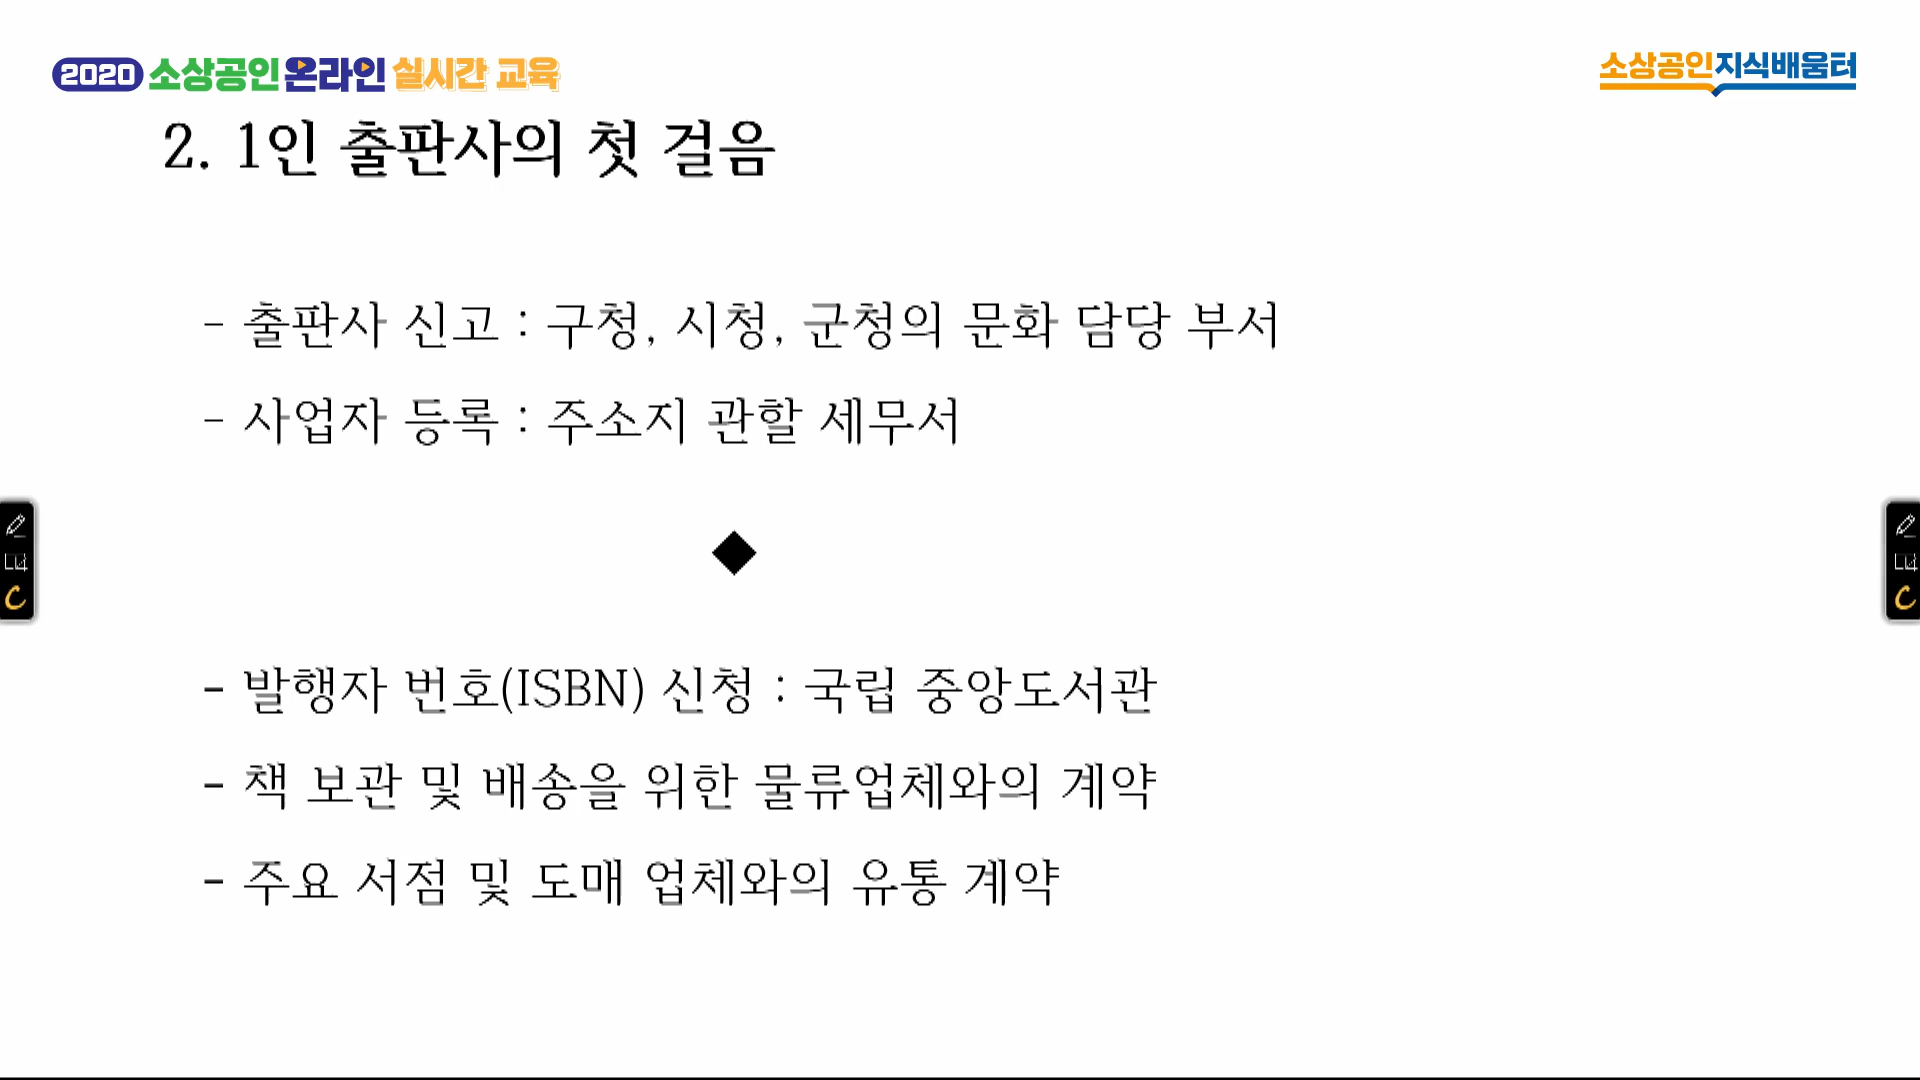 2020 소상공인 온라인 실시간 교육
소상공인지식배움터
2. 1인 출판사의 첫 걸음
- 출판사 신고 : 구청, 시청, 군청의 문화 담당 부서
- 사업자 등록 : 주소지 관할 세무서
◆
- 발행자 번호(ISBN) 신청 : 국립 중앙도서관
- 책 보관 및 배송을 위한 물류업체와의 계약
- 주요 서점 및 도매 업체와의 유통 계약